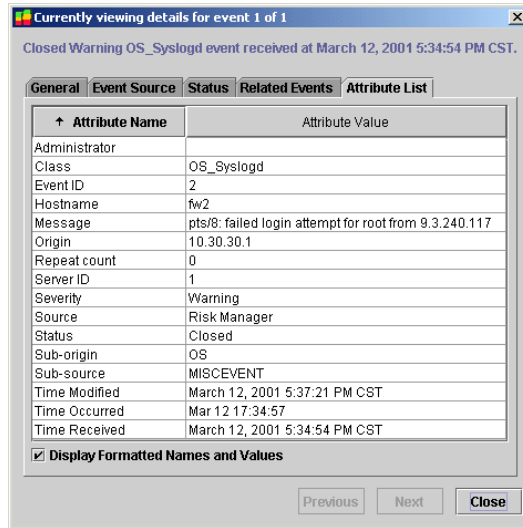 Currently viewing details for event 1 of 1
Closed Warning OS_Syslogd event received at March 12, 2001 5:34:54 PM CST.
General Event Source Status Related Events Attribute List
Attribute Name Attribute Value
Administrator
Class OS_Syslogd
Event ID 2
Hostname fw2
Message pts/8: failed login attempt for root from 9.3.240.117
Origin 10.30.30.1
Repeat count 0
Server ID 1
Severity Warning
Source Risk Manager
Status Closed
Sub-origin OS
Sub-source MISCEVENT
Time Modified March 12, 2001 5:37:21 PM CST
Time Occurred Mar 12 17:34:57
Time Received March 12, 2001 5:34:54 PM CST
Display Formatted Names and Values
Previous Next Close